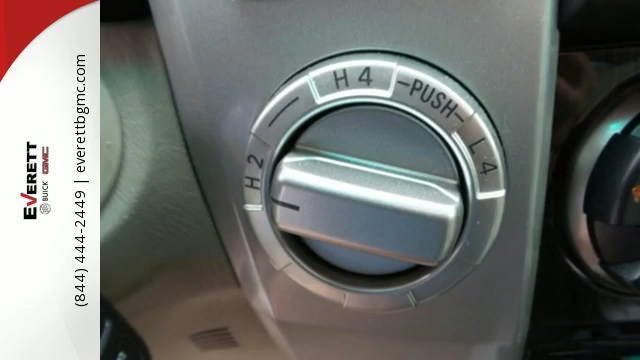 EVERETT
BUICK GMC
(844) 444-2449 | everettbgmc.com
H 2
H 4
-PUSH-
L 4